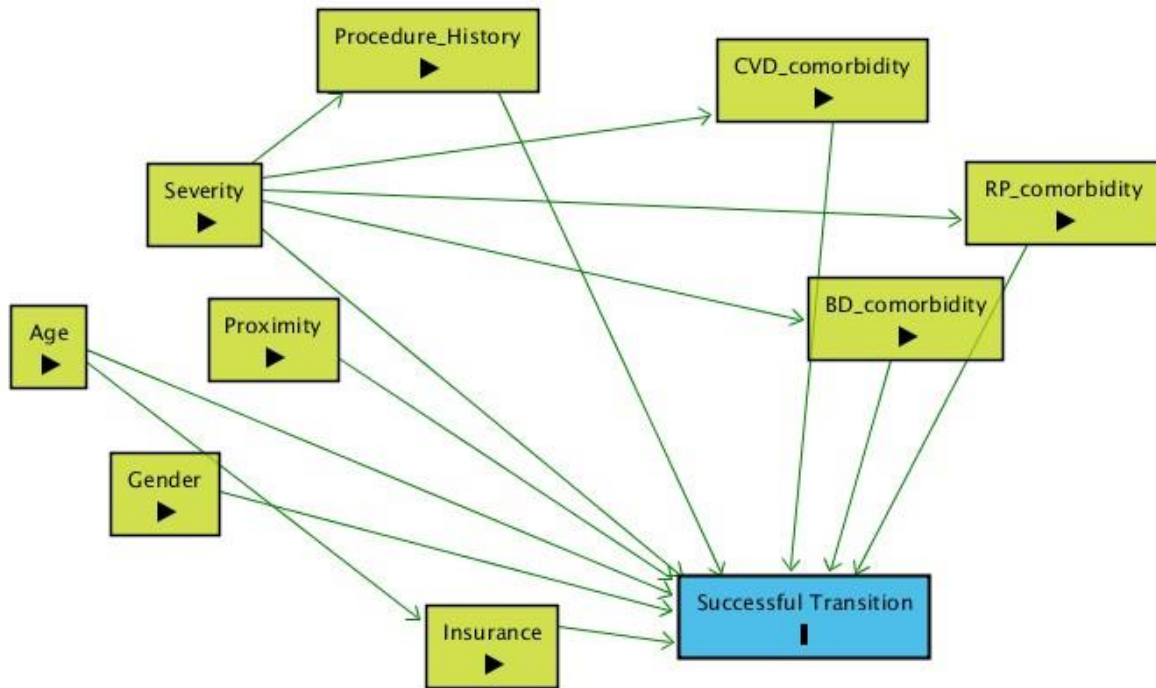 Procedure_History
CVD_comorbidity
Severity
RP_comorbidity
Age
Proximity
BD_comorbidity
Gender
Insurance
Successful Transition